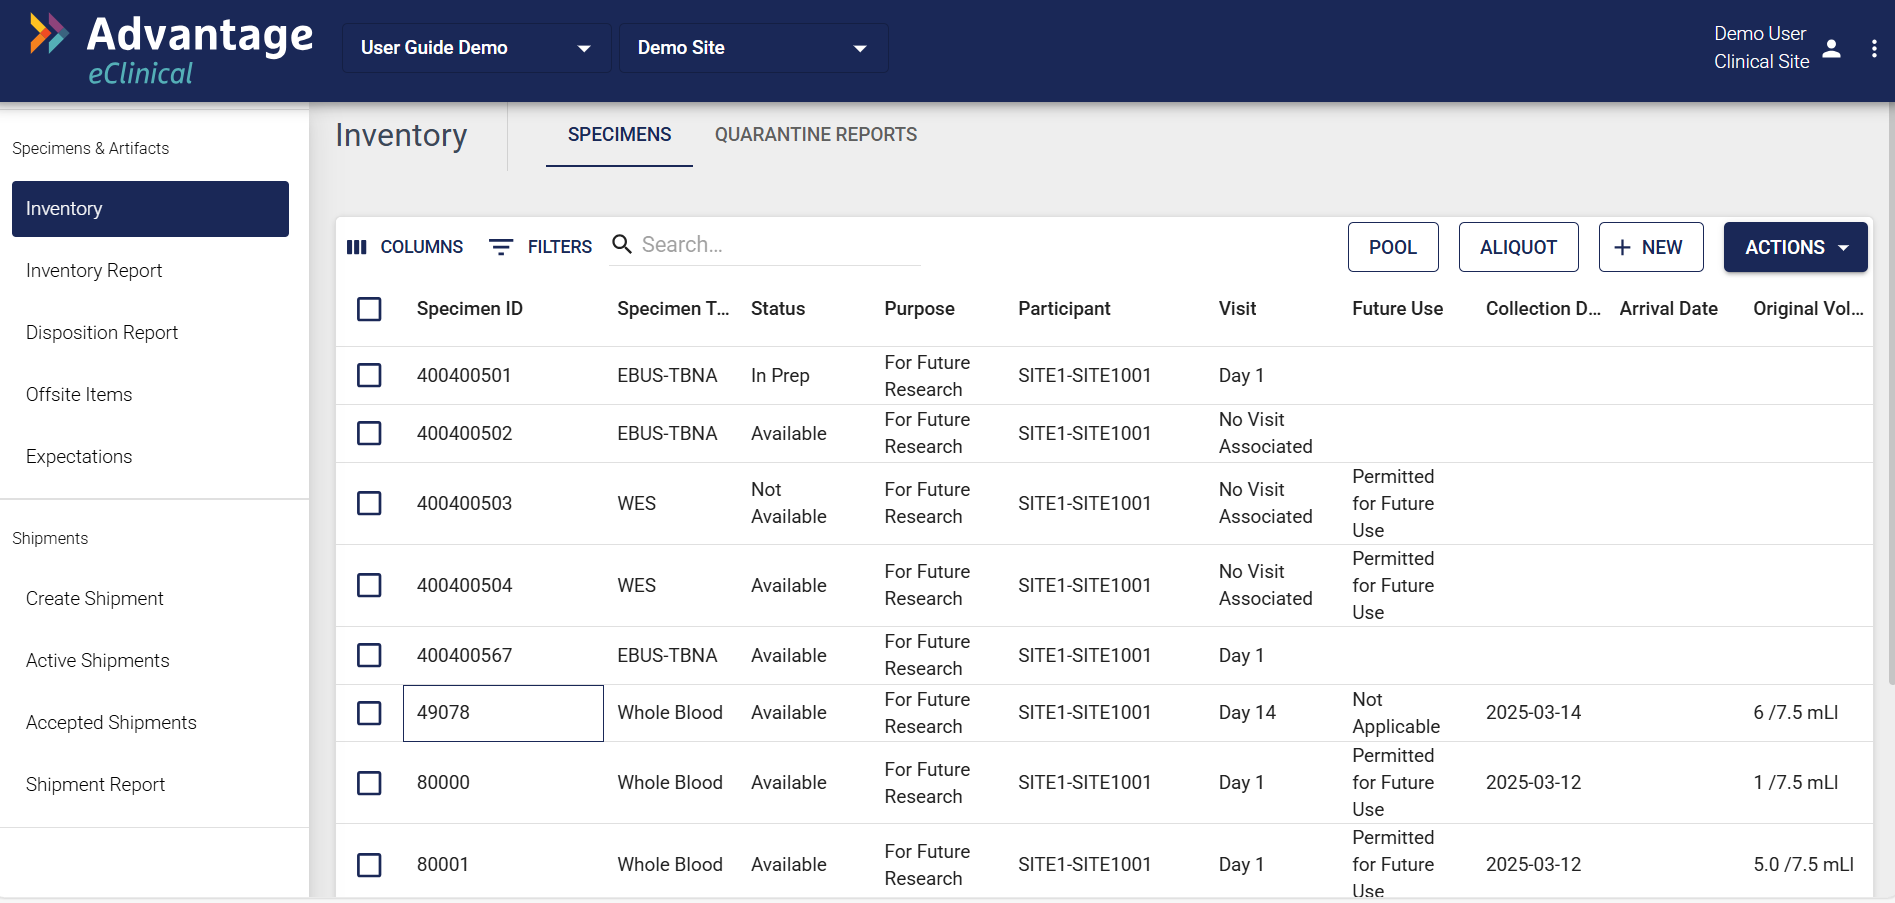 Advantage
eClinical
User Guide Demo
Demo Site
Demo User
Clinical Site
Specimens & Artifacts
Inventory
Inventory Report
Disposition Report
Offsite Items
Expectations
Shipments
Create Shipment
Active Shipments
Accepted Shipments
Shipment Report
Inventory
SPECIMENS
QUARANTINE REPORTS
COLUMNS
FILTERS
Search...
POOL
ALIQUOT
+ NEW
ACTIONS
Specimen ID Specimen T... Status Purpose Participant Visit Future Use Collection D... Arrival Date Original Vol...
400400501 EBUS-TBNA In Prep For Future Research SITE1-SITE1001 Day 1
400400502 EBUS-TBNA Available For Future Research SITE1-SITE1001 No Visit Associated
400400503 WES Not Available For Future Research SITE1-SITE1001 No Visit Associated Permitted for Future Use
400400504 WES Available For Future Research SITE1-SITE1001 No Visit Associated Permitted for Future Use
400400567 EBUS-TBNA Available For Future Research SITE1-SITE1001 Day 1
49078 Whole Blood Available For Future Research SITE1-SITE1001 Day 14 Not Applicable 2025-03-14 6 /7.5 mLl
80000 Whole Blood Available For Future Research SITE1-SITE1001 Day 1 Permitted for Future Use 2025-03-12 1 /7.5 mLl
80001 Whole Blood Available For Future Research SITE1-SITE1001 Day 1 Permitted for Future Use 2025-03-12 5.0 /7.5 mLl